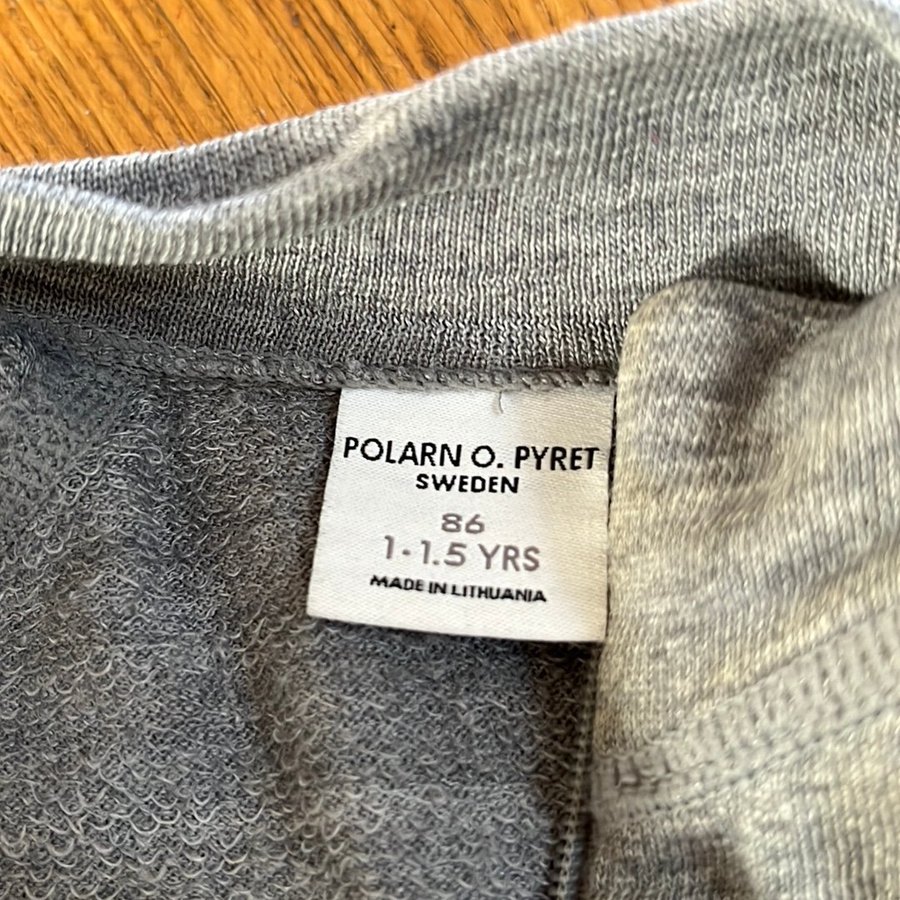 POLARN O. PYRET
SWEDEN
86
1-1.5 YRS
MADE IN LITHUANIA